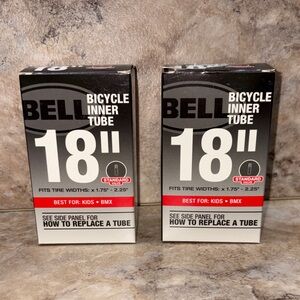 BELL
BICYCLE
INNER
TUBE
18"
STANDARD
FITS TIRE WIDTHS: x 1.75" - 2.25"
BEST FOR: KIDS • BMX
SEE SIDE PANEL FOR
HOW TO REPLACE A TUBE
BELL
BICYCLE
INNER
TUBE
18"
STANDARD
FITS TIRE WIDTHS: x 1.75" - 2.25"
BEST FOR: KIDS • BMX
SEE SIDE PANEL FOR
HOW TO REPLACE A TUBE